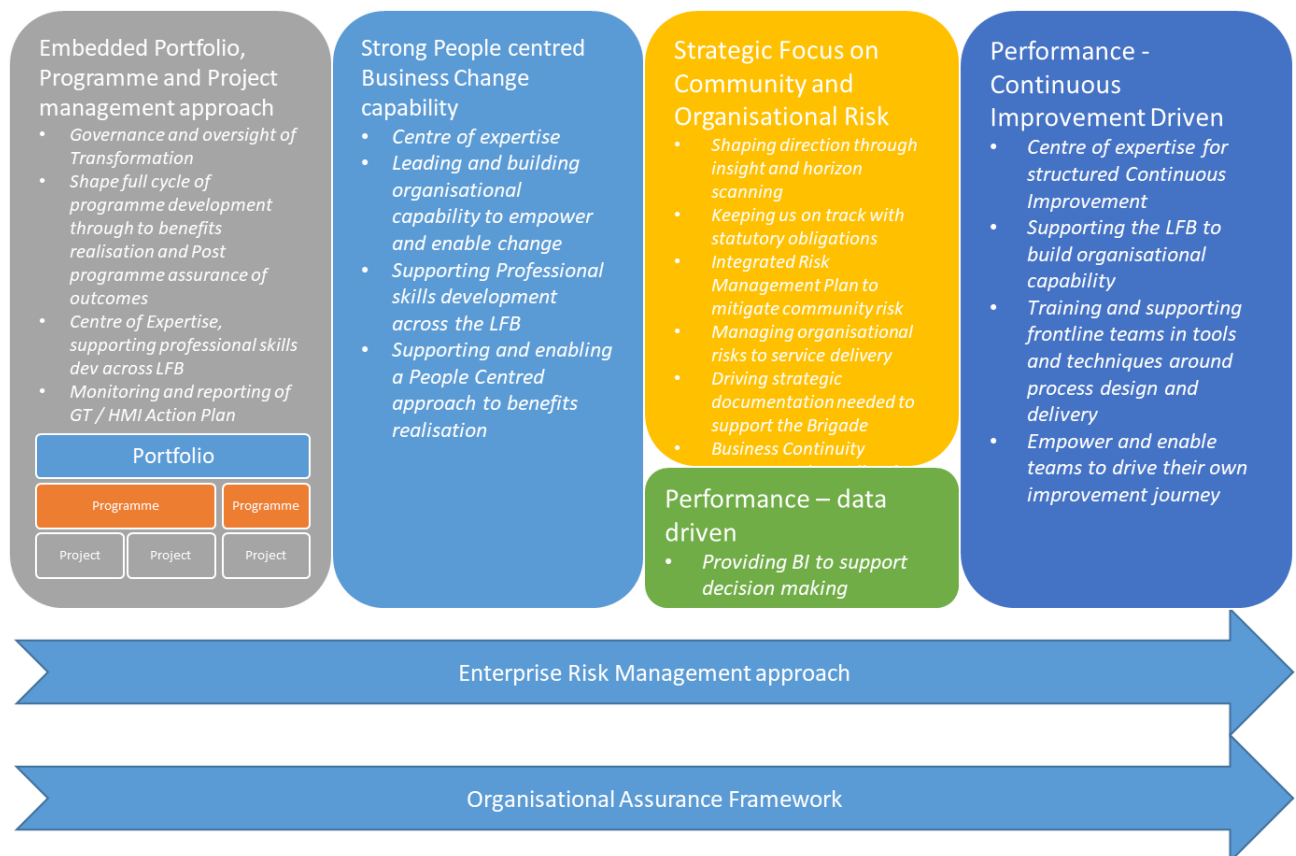 Embedded Portfolio,
Programme and Project
management approach
• Governance and oversight of
Transformation
• Shape full cycle of
programme development
through to benefits
realisation and Post
programme assurance of
outcomes
• Centre of Expertise,
supporting professional skills
dev across LFB
• Monitoring and reporting of
GT / HMI Action Plan
Portfolio
Programme
Programme
Project
Project
Project
Strong People centred
Business Change
capability
• Centre of expertise
• Leading and building
organisational
capability to empower
and enable change
• Supporting Professional
skills development
across the LFB
• Supporting and enabling
a People Centred
approach to benefits
realisation
Strategic Focus on
Community and
Organisational Risk
• Shaping direction through
insight and horizon
scanning
• Keeping us on track with
statutory obligations
• Integrated Risk
Management Plan to
mitigate community risk
• Managing organisational
risks to service delivery
• Driving strategic
documentation needed to
support the Brigade
• Business Continuity
Performance – data
driven
• Providing BI to support
decision making
Performance -
Continuous
Improvement Driven
• Centre of expertise for
structured Continuous
Improvement
• Supporting the LFB to
build organisational
capability
• Training and supporting
frontline teams in tools
and techniques around
process design and
delivery
• Empower and enable
teams to drive their own
improvement journey
Enterprise Risk Management approach
Organisational Assurance Framework